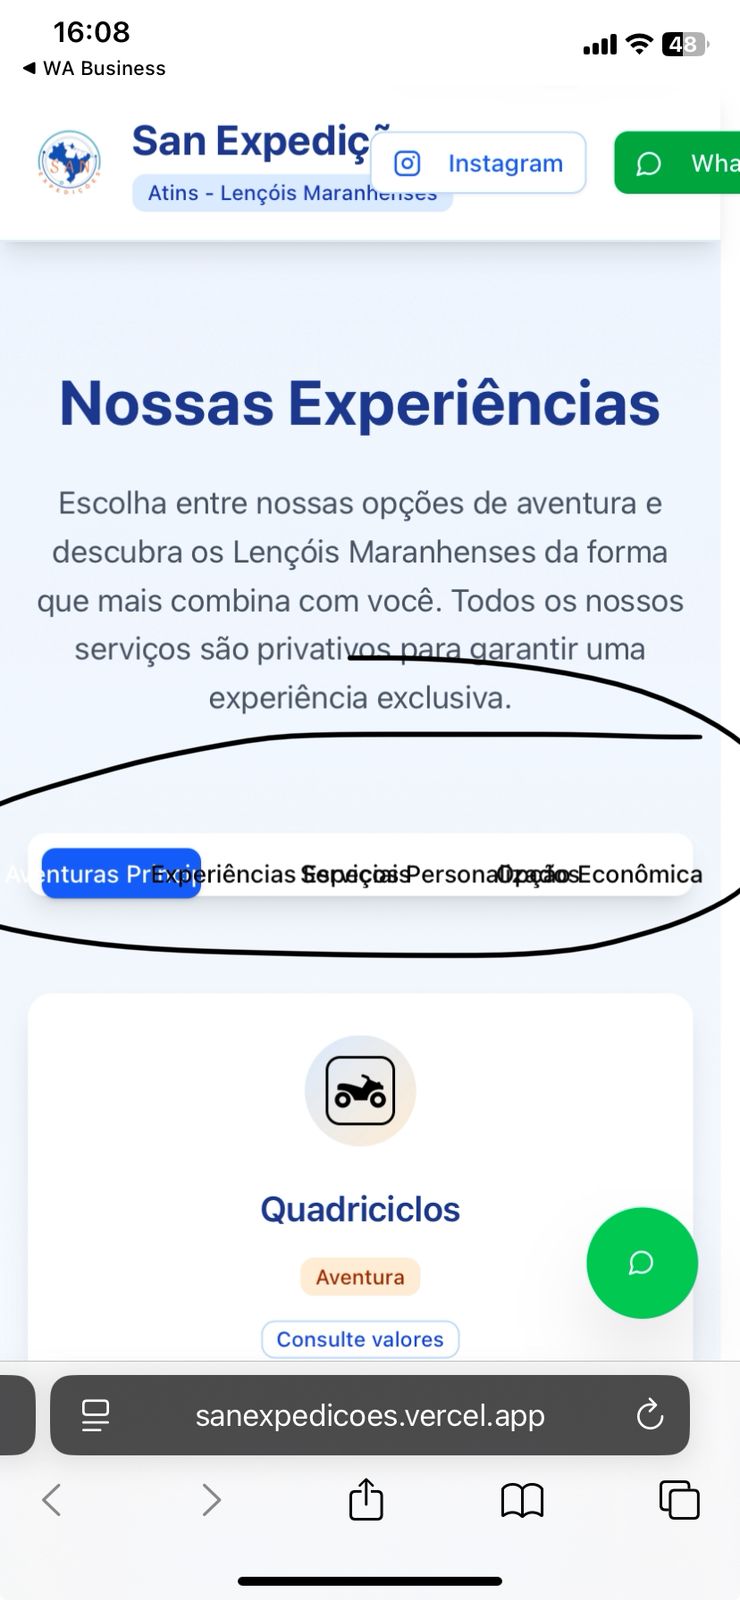 16:08
48
◀ WA Business
San Expediç
Instagram
Wha
Atins - Lençóis Maranhenses
Nossas Experiências
Escolha entre nossas opções de aventura e
descubra os Lençóis Maranhenses da forma
que mais combina com você. Todos os nossos
serviços são privativos para garantir uma
experiência exclusiva.
Aventuras Princip Experiências Especiais Serviços Personalizados Opção Econômica
Quadriciclos
Aventura
Consulte valores
sanexpedicoes.vercel.app